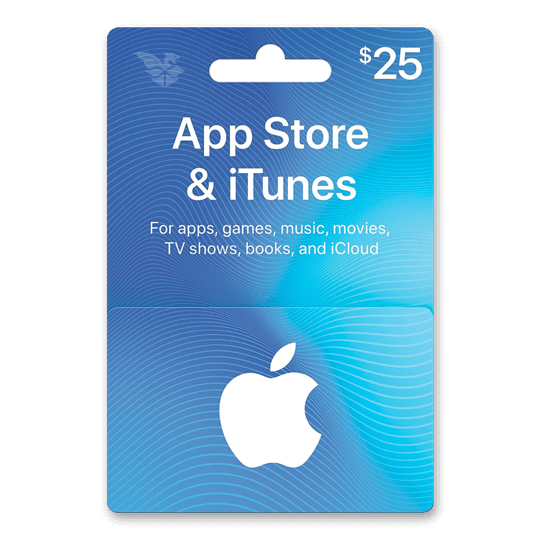 $25
App Store
& iTunes
For apps, games, music, movies,
TV shows, books, and iCloud